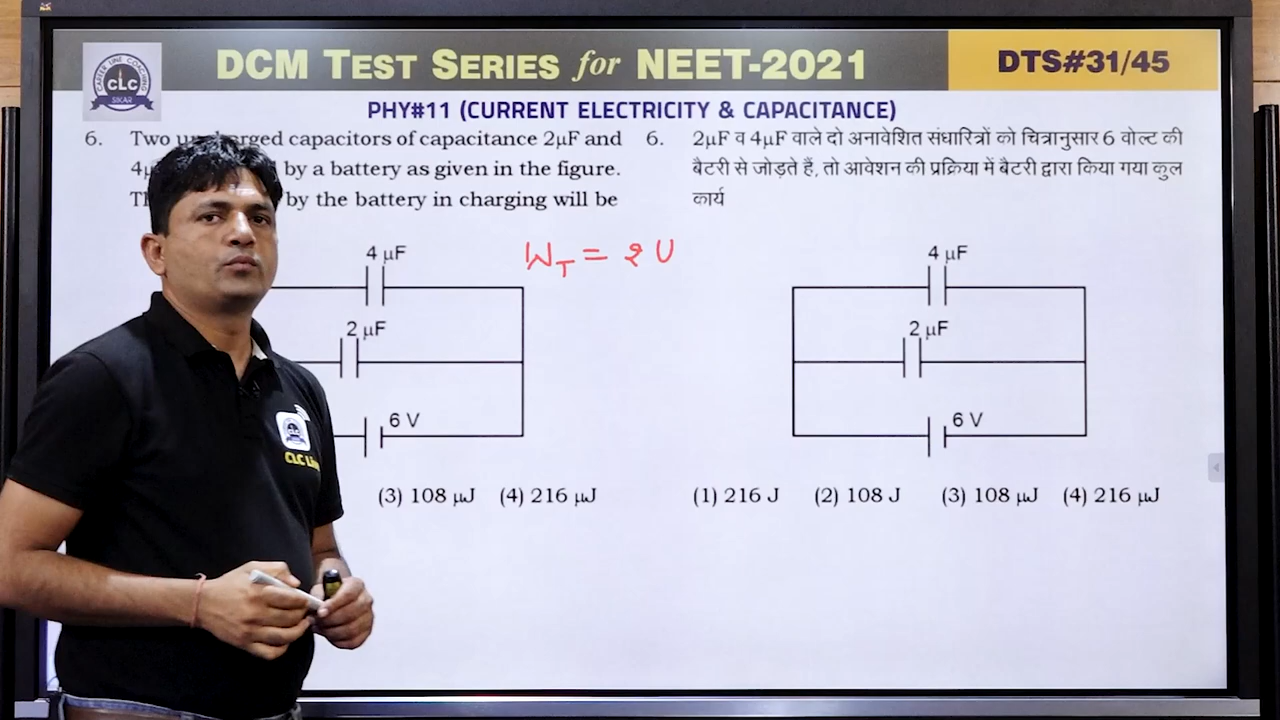 DCM TEST SERIES for NEET-2021
DTS#31/45
CLC
SIKAR
PHY#11 (CURRENT ELECTRICITY & CAPACITANCE)
6. Two uncharged capacitors of capacitance 2µF and
by a battery as given in the figure.
by the battery in charging will be
4 µF
W_T = 2 U
2 µF
6 V
(3) 108 µJ (4) 216 µJ
6. 2µF व 4µF वाले दो अनावेशित संधारित्रों को चित्रानुसार 6 वोल्ट की
बैटरी से जोड़ते हैं, तो आवेशन की प्रक्रिया में बैटरी द्वारा किया गया कुल
कार्य
4 µF
2 µF
6 V
(1) 216 J (2) 108 J (3) 108 µJ (4) 216 µJ